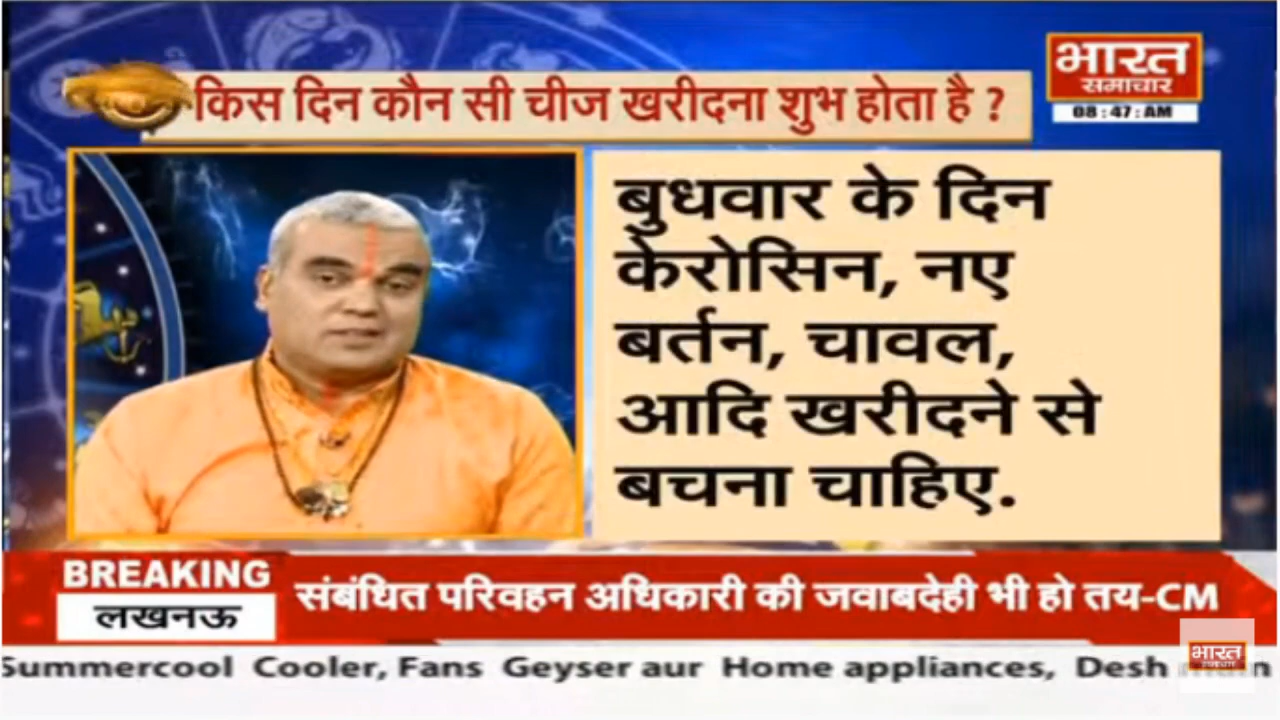 किस दिन कौन सी चीज खरीदना शुभ होता है ?
भारत
समाचार
08:47:AM
बुधवार के दिन
केरोसिन, नए
बर्तन, चावल,
आदि खरीदने से
बचना चाहिए.
BREAKING
लखनऊ
संबंधित परिवहन अधिकारी की जवाबदेही भी हो तय-CM
Summercool Cooler, Fans Geyser aur Home appliances, Desh
भारत
समाचार